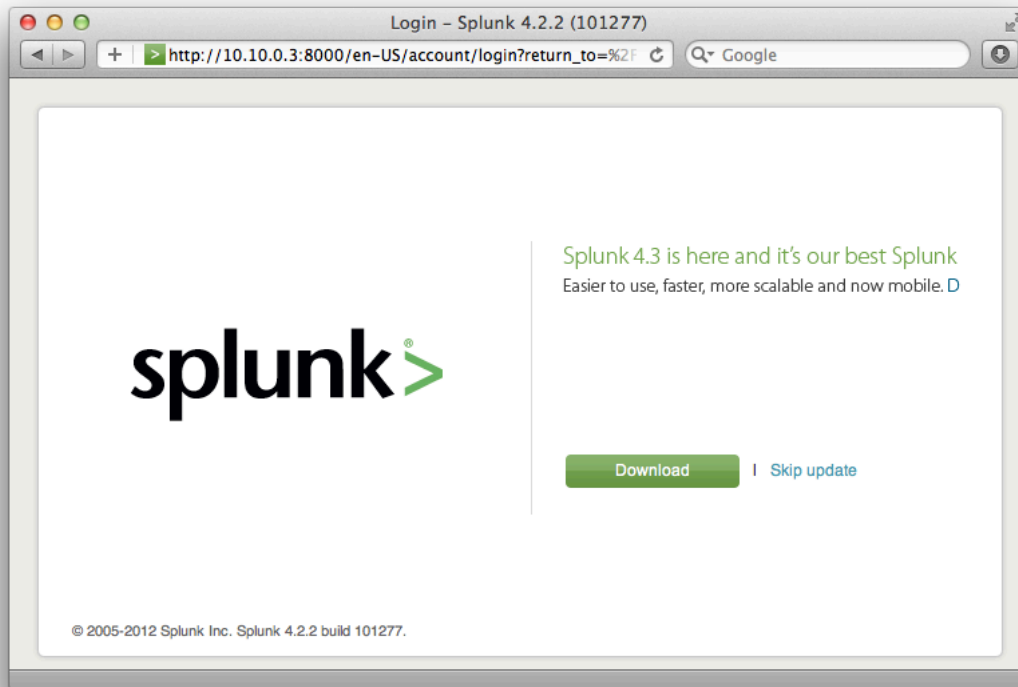 Login – Splunk 4.2.2 (101277)
http://10.10.0.3:8000/en-US/account/login?return_to=%2F
Google
Splunk 4.3 is here and it's our best Splunk
Easier to use, faster, more scalable and now mobile. D
splunk>®
Download | Skip update
© 2005-2012 Splunk Inc. Splunk 4.2.2 build 101277.